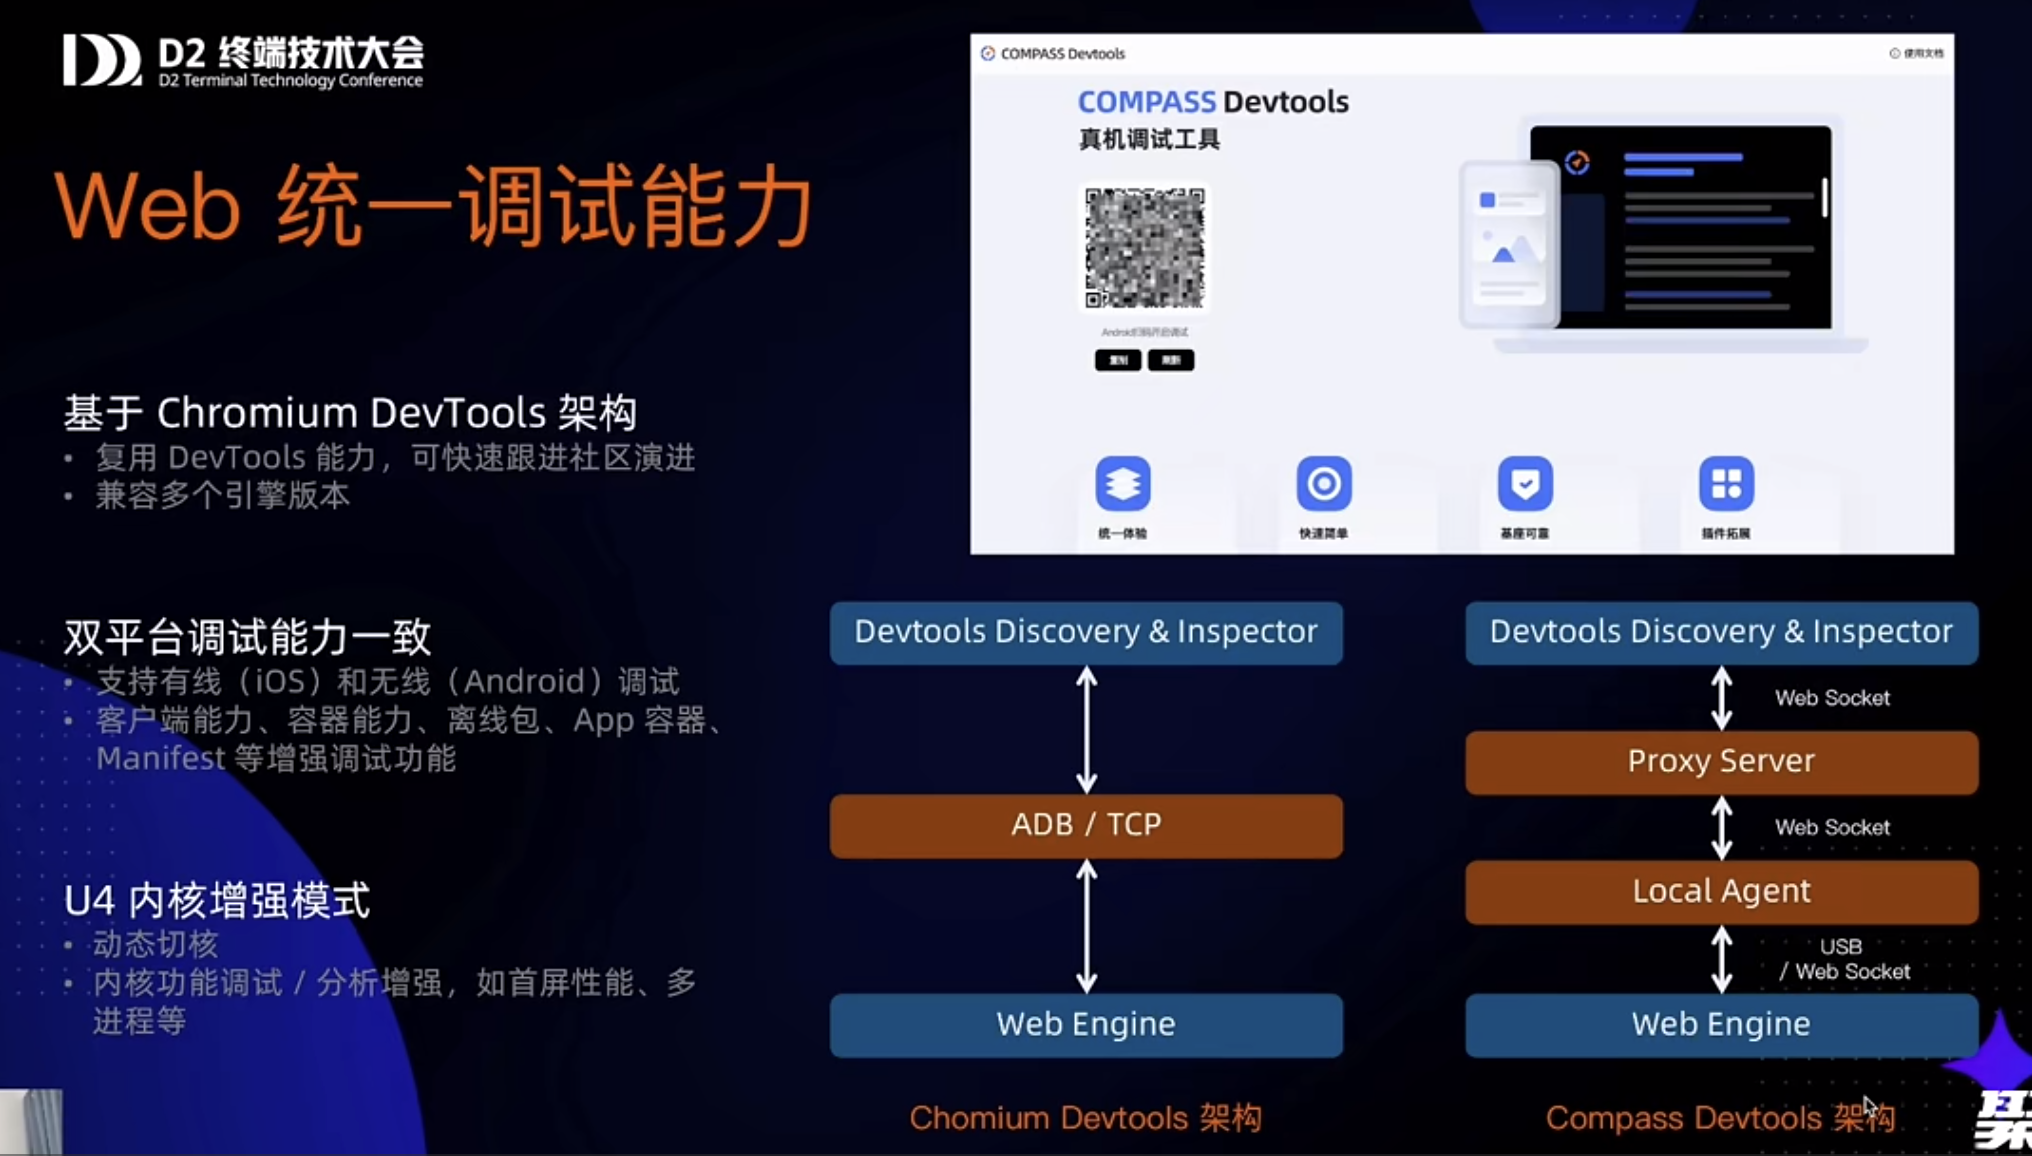 D2 终端技术大会
D2 Terminal Technology Conference
Web 统一调试能力
基于 Chromium DevTools 架构
• 复用 DevTools 能力，可快速跟进社区演进
• 兼容多个引擎版本
双平台调试能力一致
• 支持有线（iOS）和无线（Android）调试
• 客户端能力、容器能力、离线包、App 容器、
Manifest 等增强调试功能
U4 内核增强模式
• 动态切核
• 内核功能调试 / 分析增强，如首屏性能、多
进程等
COMPASS Devtools
使用文档
COMPASS Devtools
真机调试工具
Android扫码开启调试
复制
刷新
统一体验
快速简单
基座可靠
插件拓展
Devtools Discovery & Inspector
ADB / TCP
Web Engine
Chomium Devtools 架构
Devtools Discovery & Inspector
Web Socket
Proxy Server
Web Socket
Local Agent
USB
/ Web Socket
Web Engine
Compass Devtools 架构